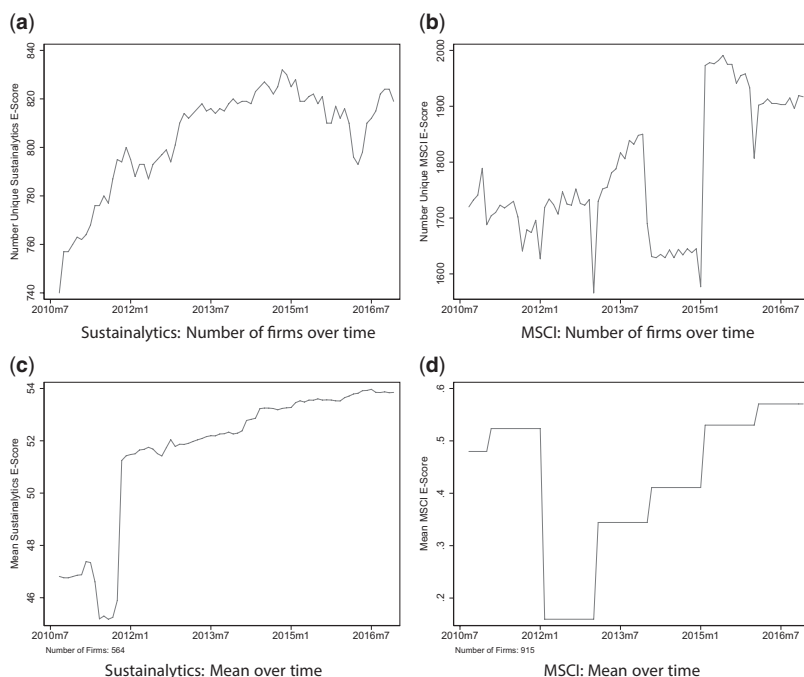 (a)
Number Unique Sustainalytics E-Score
840
820
800
780
760
740
2010m7 2012m1 2013m7 2015m1 2016m7
Sustainalytics: Number of firms over time
(b)
Number Unique MSCI E-Score
2000
1900
1800
1700
1600
2010m7 2012m1 2013m7 2015m1 2016m7
MSCI: Number of firms over time
(c)
Mean Sustainalytics E-Score
54
52
50
48
46
2010m7 2012m1 2013m7 2015m1 2016m7
Number of Firms: 564
Sustainalytics: Mean over time
(d)
Mean MSCI E-Score
.6
.5
.4
.3
.2
2010m7 2012m1 2013m7 2015m1 2016m7
Number of Firms: 915
MSCI: Mean over time